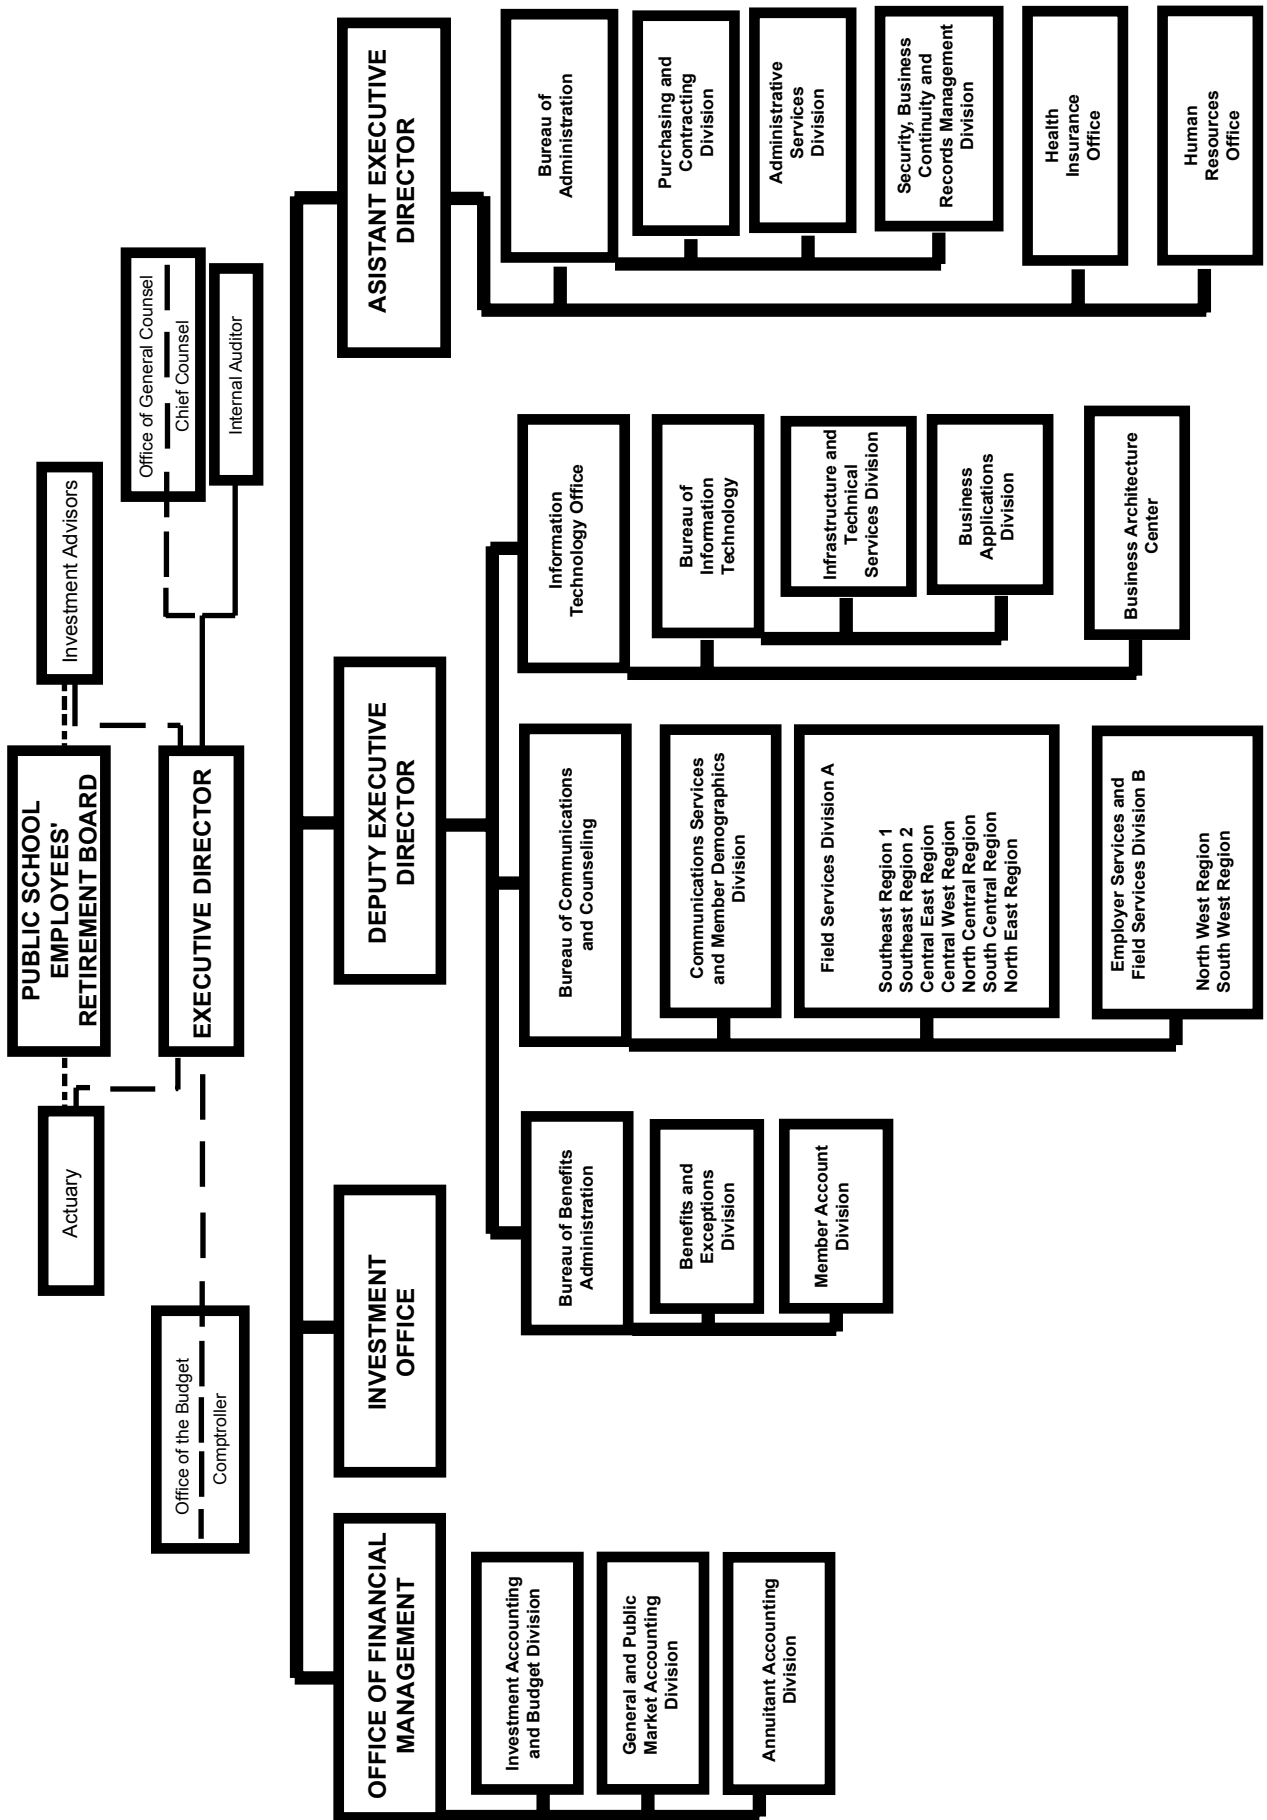 PUBLIC SCHOOL
EMPLOYEES'
RETIREMENT BOARD
Actuary
Investment Advisors
EXECUTIVE DIRECTOR
Office of the Budget
Comptroller
Office of General Counsel
Chief Counsel
Internal Auditor
OFFICE OF FINANCIAL
MANAGEMENT
Investment Accounting
and Budget Division
General and Public
Market Accounting
Division
Annuitant Accounting
Division
INVESTMENT
OFFICE
DEPUTY EXECUTIVE
DIRECTOR
Bureau of Benefits
Administration
Benefits and
Exceptions
Division
Member Account
Division
Bureau of Communications
and Counseling
Communications Services
and Member Demographics
Division
Field Services Division A
Southeast Region 1
Southeast Region 2
Central East Region
Central West Region
North Central Region
South Central Region
North East Region
Employer Services and
Field Services Division B
North West Region
South West Region
Information
Technology Office
Bureau of
Information
Technology
Infrastructure and
Technical
Services Division
Business
Applications
Division
Business Architecture
Center
ASISTANT EXECUTIVE
DIRECTOR
Bureau of
Administration
Purchasing and
Contracting
Division
Administrative
Services
Division
Security, Business
Continuity and
Records Management
Division
Health
Insurance
Office
Human
Resources
Office